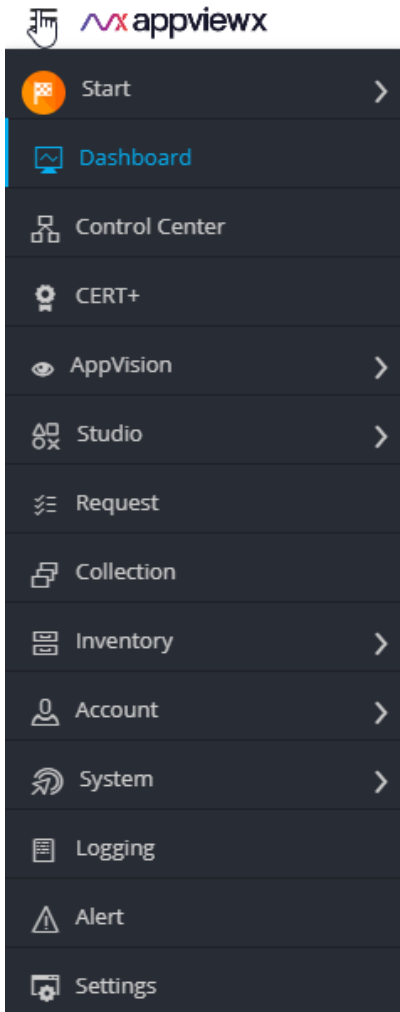 appviewx
Start
Dashboard
Control Center
CERT+
AppVision
Studio
Request
Collection
Inventory
Account
System
Logging
Alert
Settings